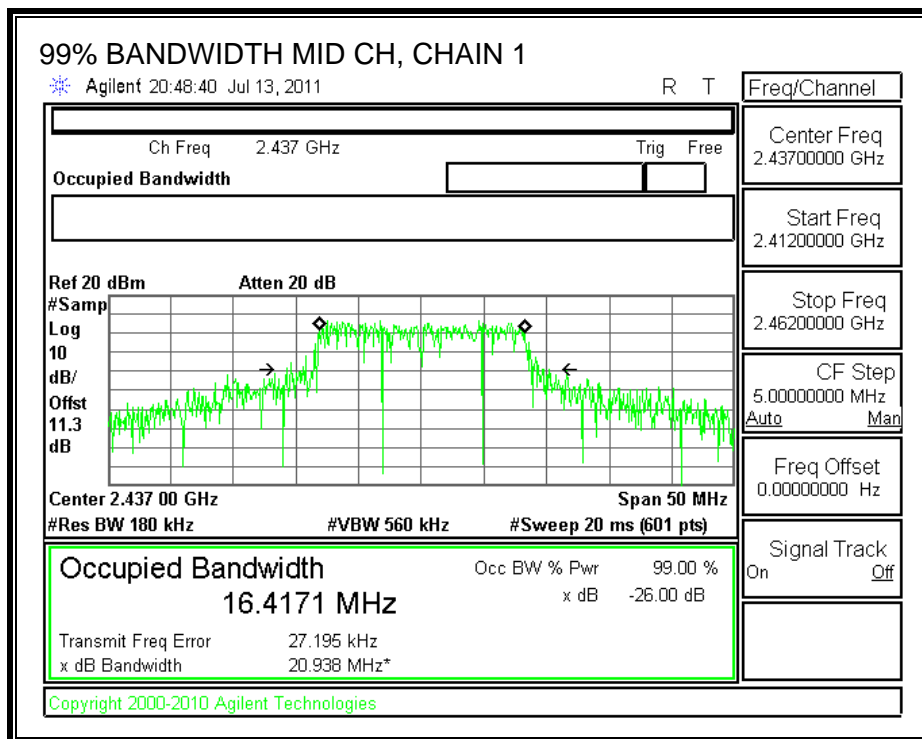 99% BANDWIDTH MID CH, CHAIN 1
Agilent 20:48:40 Jul 13, 2011 R T
Ch Freq 2.437 GHz Trig Free
Occupied Bandwidth
Ref 20 dBm Atten 20 dB
#Samp
Log
10
dB/
Offst
11.3
dB
Center 2.437 00 GHz Span 50 MHz
#Res BW 180 kHz #VBW 560 kHz #Sweep 20 ms (601 pts)
Occupied Bandwidth
16.4171 MHz
Occ BW % Pwr 99.00 %
x dB -26.00 dB
Transmit Freq Error 27.195 kHz
x dB Bandwidth 20.938 MHz*
Copyright 2000-2010 Agilent Technologies
Freq/Channel
Center Freq
2.43700000 GHz
Start Freq
2.41200000 GHz
Stop Freq
2.46200000 GHz
CF Step
5.00000000 MHz
Auto Man
Freq Offset
0.00000000 Hz
Signal Track
On Off